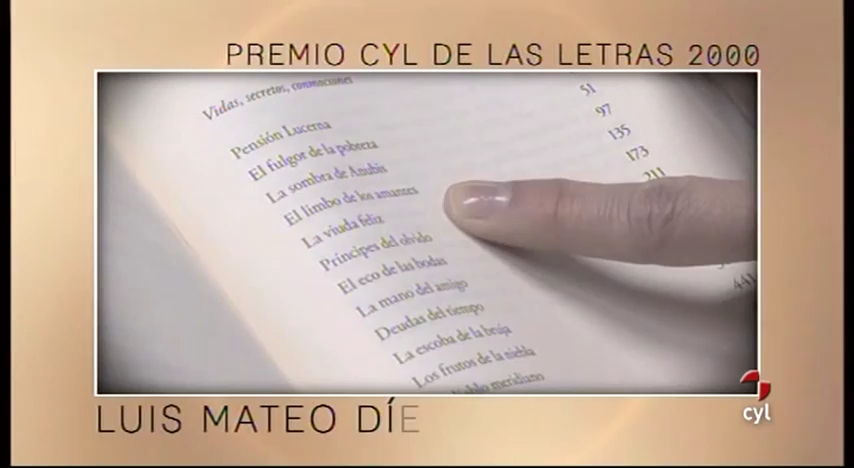 PREMIO CYL DE LAS LETRAS 2000
Vidas, secretos, conmociones
51
Pensión Lucerna
97
El fulgor de la pobreza
135
La sombra de Anubis
173
El limbo de los amantes
211
La viuda feliz
Príncipes del olvido
El eco de las bodas
441
La mano del amigo
Deudas del tiempo
La escoba de la bruja
Los frutos de la niebla
meridiano
LUIS MATEO DÍE
cyl